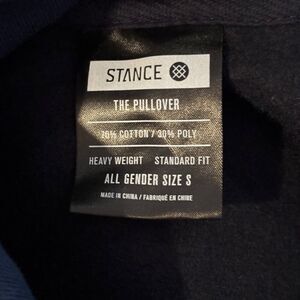 STANCE
THE PULLOVER
70% COTTON / 30% POLY
HEAVY WEIGHT STANDARD FIT
ALL GENDER SIZE S
MADE IN CHINA / FABRIQUÉ EN CHINE